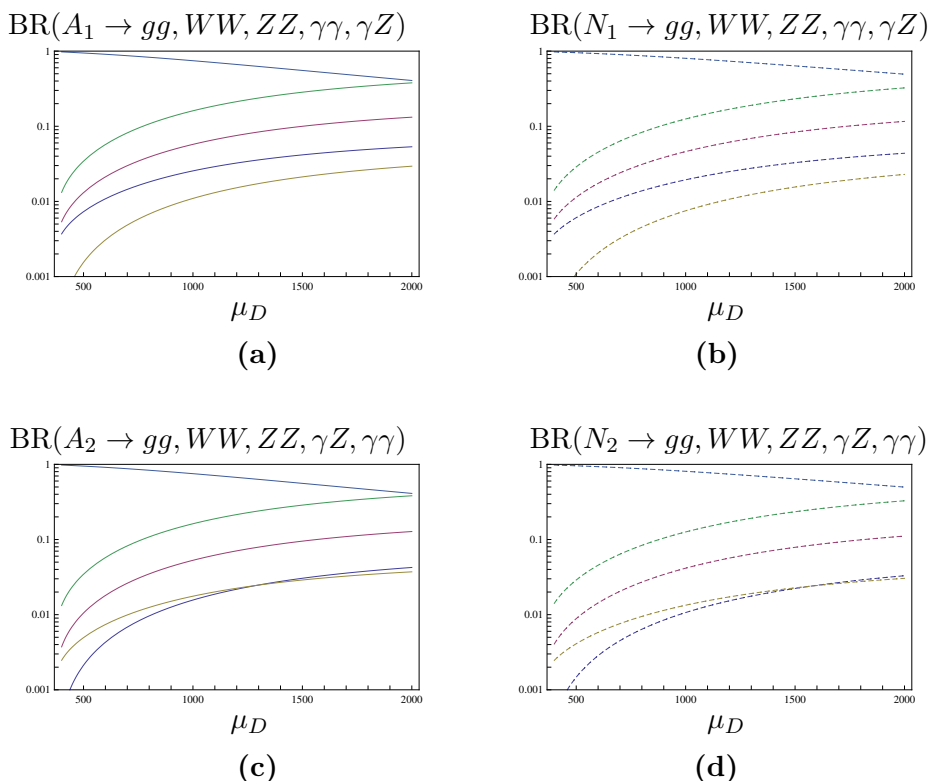 BR(A₁ → gg, WW, ZZ, γγ, γZ)
1
0.1
0.01
0.001
500
1000
1500
2000
μ_D
(a)
BR(N₁ → gg, WW, ZZ, γγ, γZ)
1
0.1
0.01
0.001
500
1000
1500
2000
μ_D
(b)
BR(A₂ → gg, WW, ZZ, γZ, γγ)
1
0.1
0.01
0.001
500
1000
1500
2000
μ_D
(c)
BR(N₂ → gg, WW, ZZ, γZ, γγ)
1
0.1
0.01
0.001
500
1000
1500
2000
μ_D
(d)